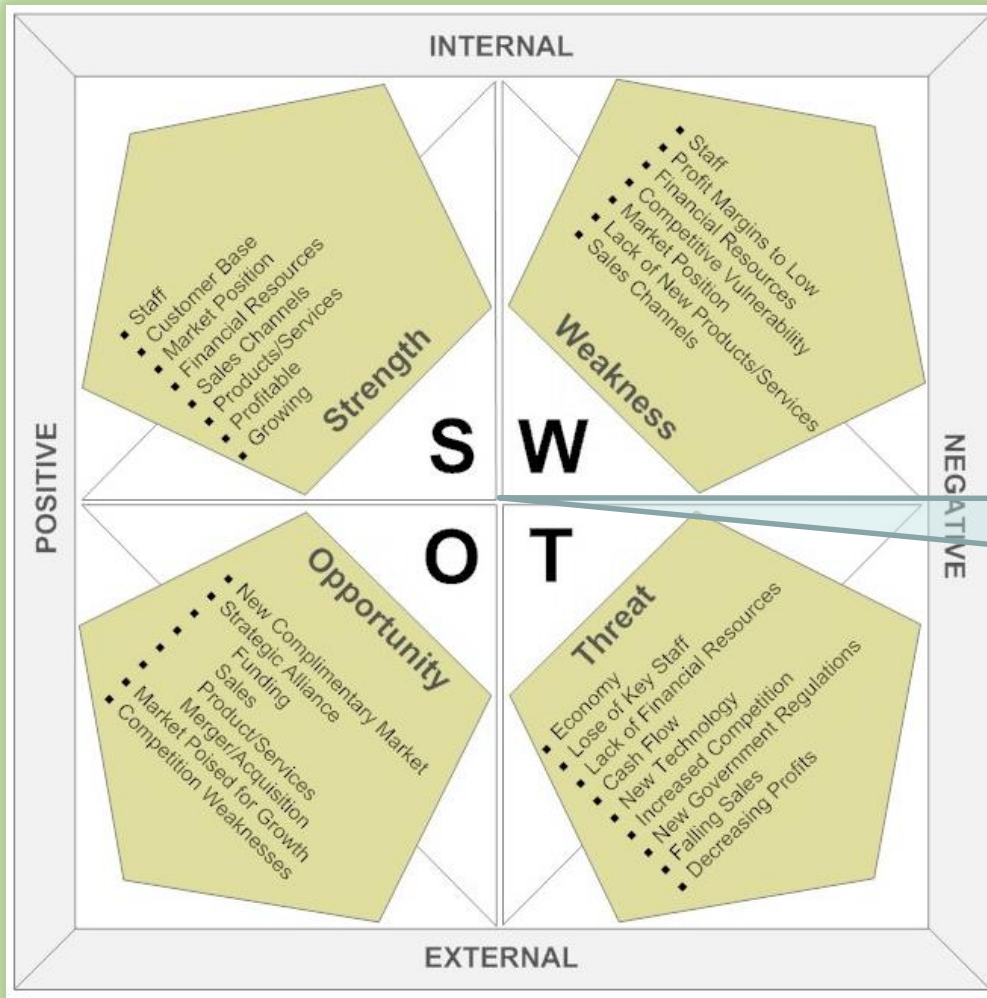 INTERNAL
POSITIVE
NEGATIVE
Staff
Customer Base
Market Position
Financial Resources
Sales Channels
Products/Services
Profitable
Growing
Strength
Staff
Profit Margins to Low
Financial Resources
Competitive Vulnerability
Market Position
Lack of New Products/Services
Sales Channels
Weakness
S W
O T
Opportunity
New Complimentary Market
Strategic Alliance
Funding
Sales
Product/Services
Merger/Acquisition
Market Poised for Growth
Competition Weaknesses
Threat
Economy
Lose of Key Staff
Lack of Financial Resources
Cash Flow
New Technology
Increased Competition
New Government Regulations
Falling Sales
Decreasing Profits
EXTERNAL